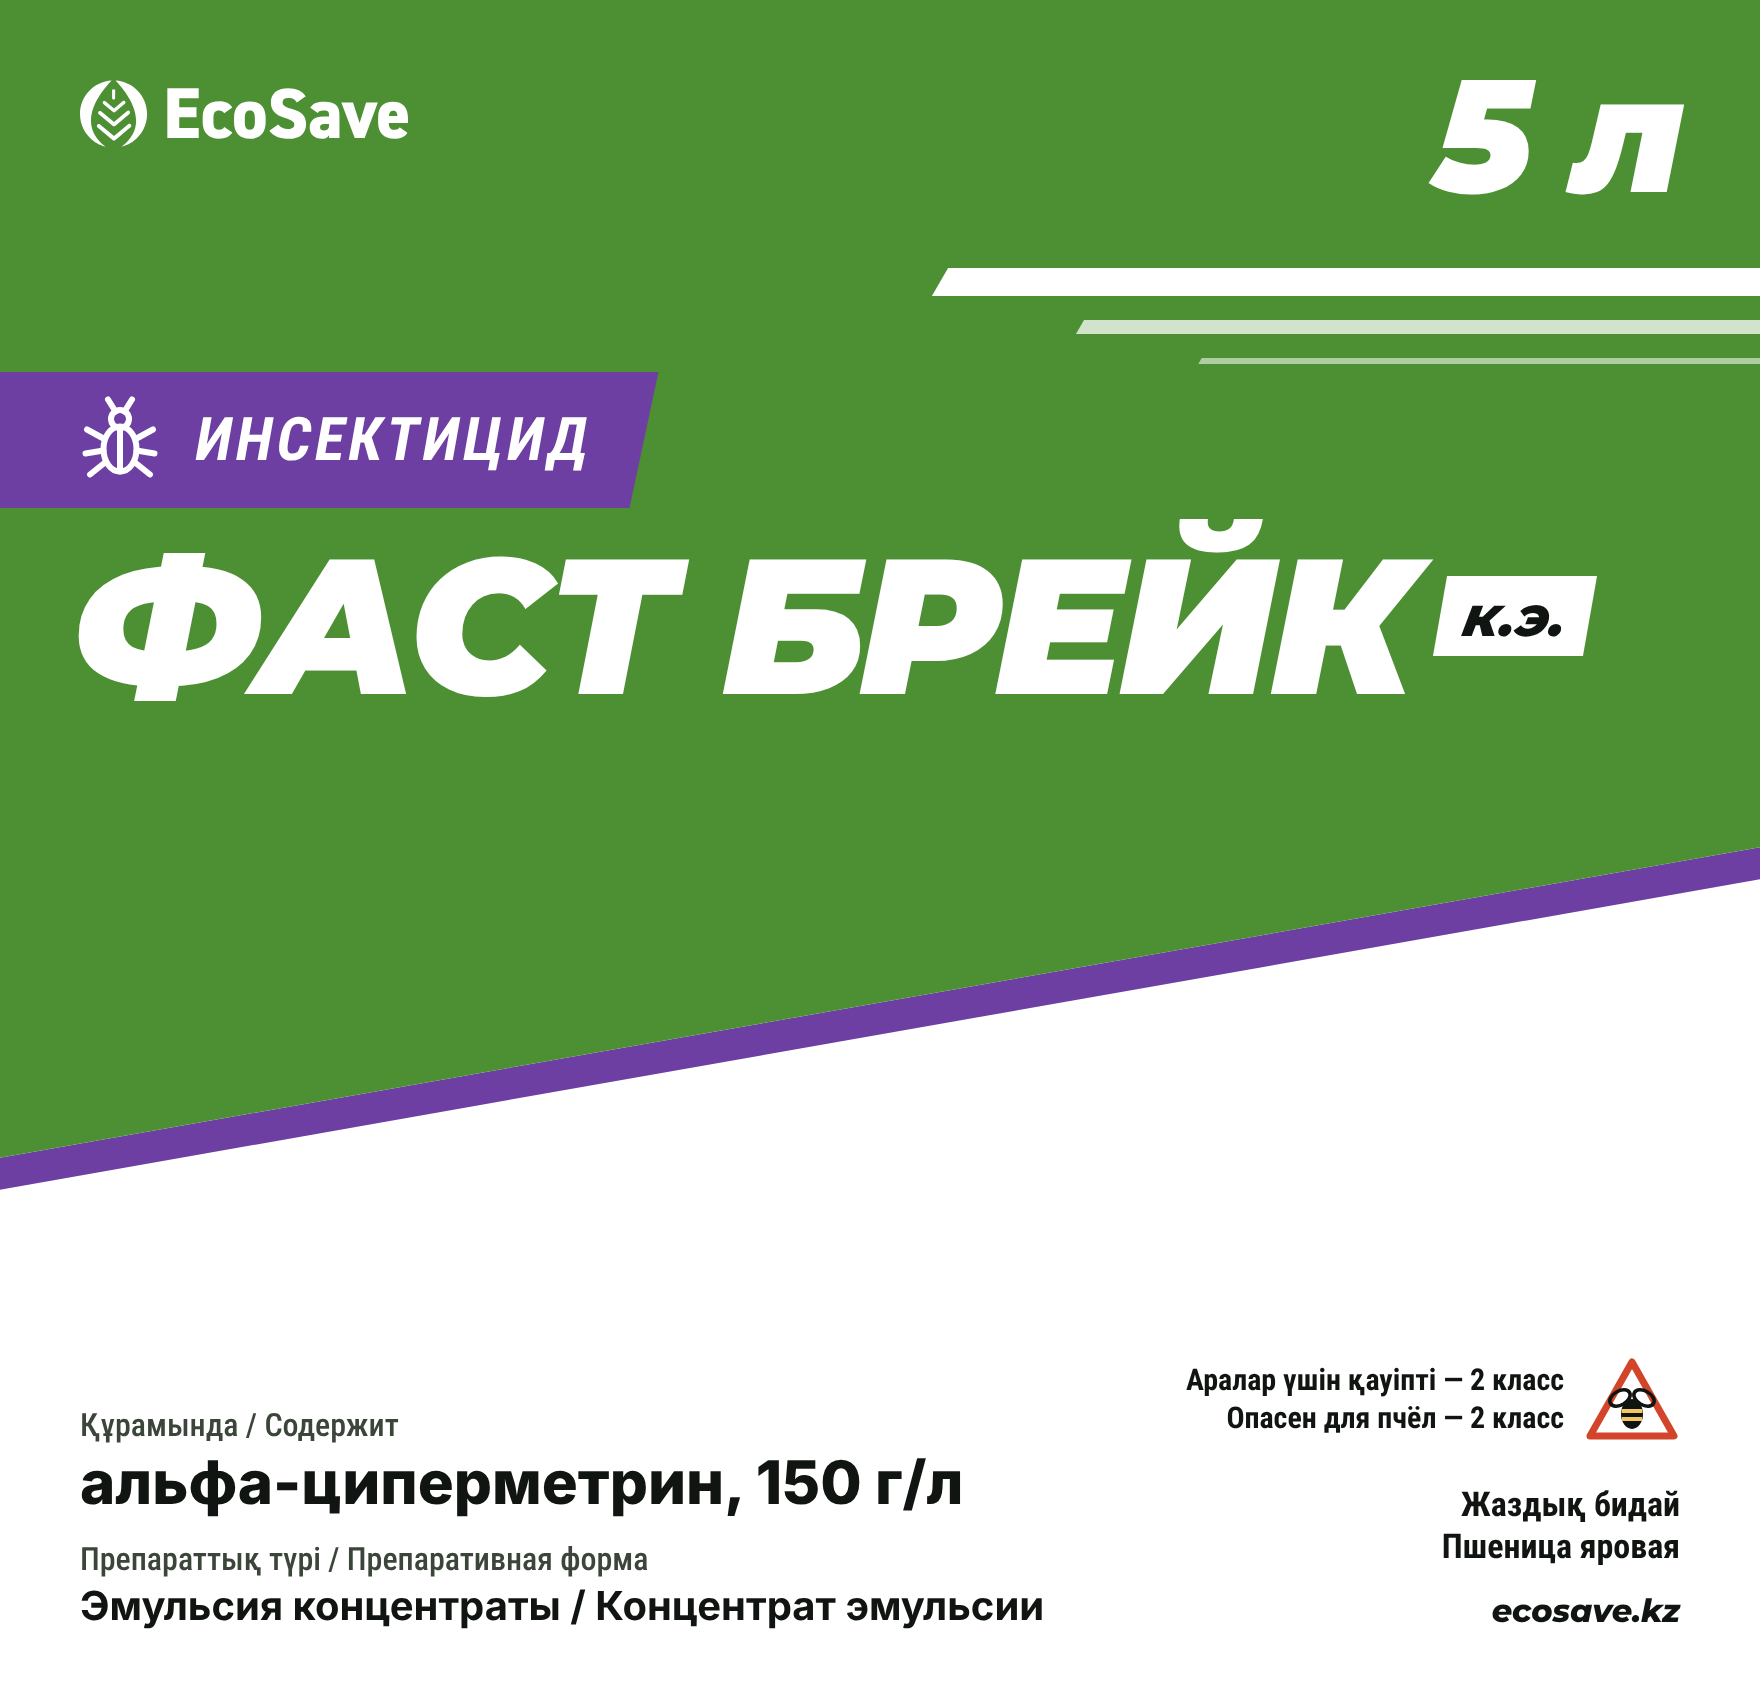 EcoSave
5 л
ИНСЕКТИЦИД
ФАСТ БРЕЙК к.э.
Құрамында / Содержит
альфа-циперметрин, 150 г/л
Препараттық түрі / Препаративная форма
Эмульсия концентраты / Концентрат эмульсии
Аралар үшін қауіпті — 2 класс
Опасен для пчёл — 2 класс
Жаздық бидай
Пшеница яровая
ecosave.kz